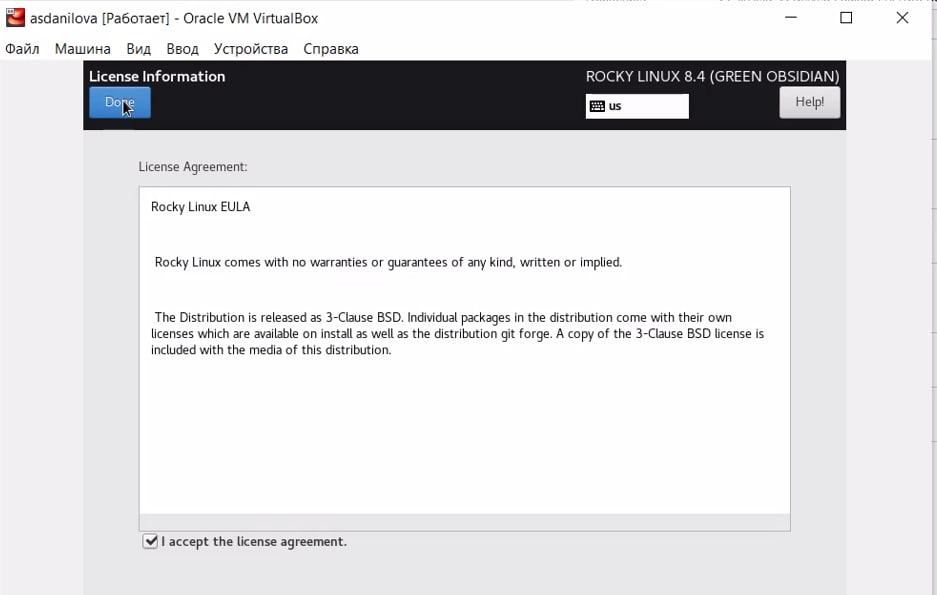 asdanilova [Работает] - Oracle VM VirtualBox
Файл Машина Вид Ввод Устройства Справка
License Information
ROCKY LINUX 8.4 (GREEN OBSIDIAN)
Done
us
Help!
License Agreement:
Rocky Linux EULA
Rocky Linux comes with no warranties or guarantees of any kind, written or implied.
The Distribution is released as 3-Clause BSD. Individual packages in the distribution come with their own
licenses which are available on install as well as the distribution git forge. A copy of the 3-Clause BSD license is
included with the media of this distribution.
I accept the license agreement.